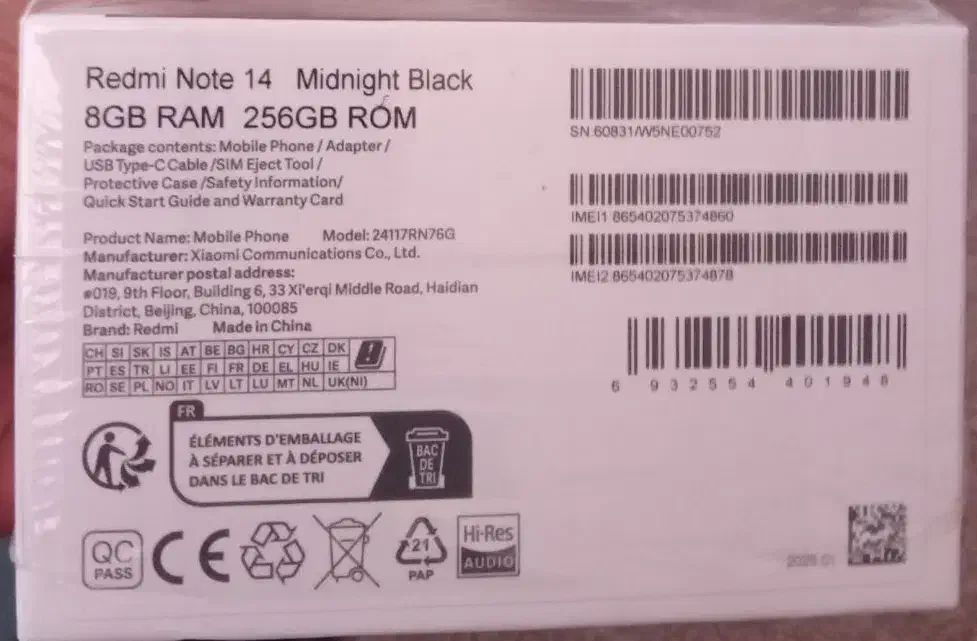 Redmi Note 14 Midnight Black
8GB RAM 256GB ROM
Package contents: Mobile Phone / Adapter /
USB Type-C Cable /SIM Eject Tool /
Protective Case /Safety Information/
Quick Start Guide and Warranty Card
Product Name: Mobile Phone Model: 24117RN76G
Manufacturer: Xiaomi Communications Co., Ltd.
Manufacturer postal address:
#019, 9th Floor, Building 6, 33 Xi'erqi Middle Road, Haidian
District, Beijing, China, 100085
Brand: Redmi Made in China
CH SI SK IS AT BE BG HR CY CZ DK
PT ES TR LI EE FI FR DE EL HU IE
RO SE PL NO IT LV LT LU MT NL UK(NI)
SN:60831/W5NE00752
IMEI1 865402075374860
IMEI2 865402075374878
6 932554 401948
FR
ÉLÉMENTS D'EMBALLAGE
À SÉPARER ET À DÉPOSER
DANS LE BAC DE TRI
BAC
DE
TRI
QC
PASS
CE
21
PAP
Hi-Res
AUDIO